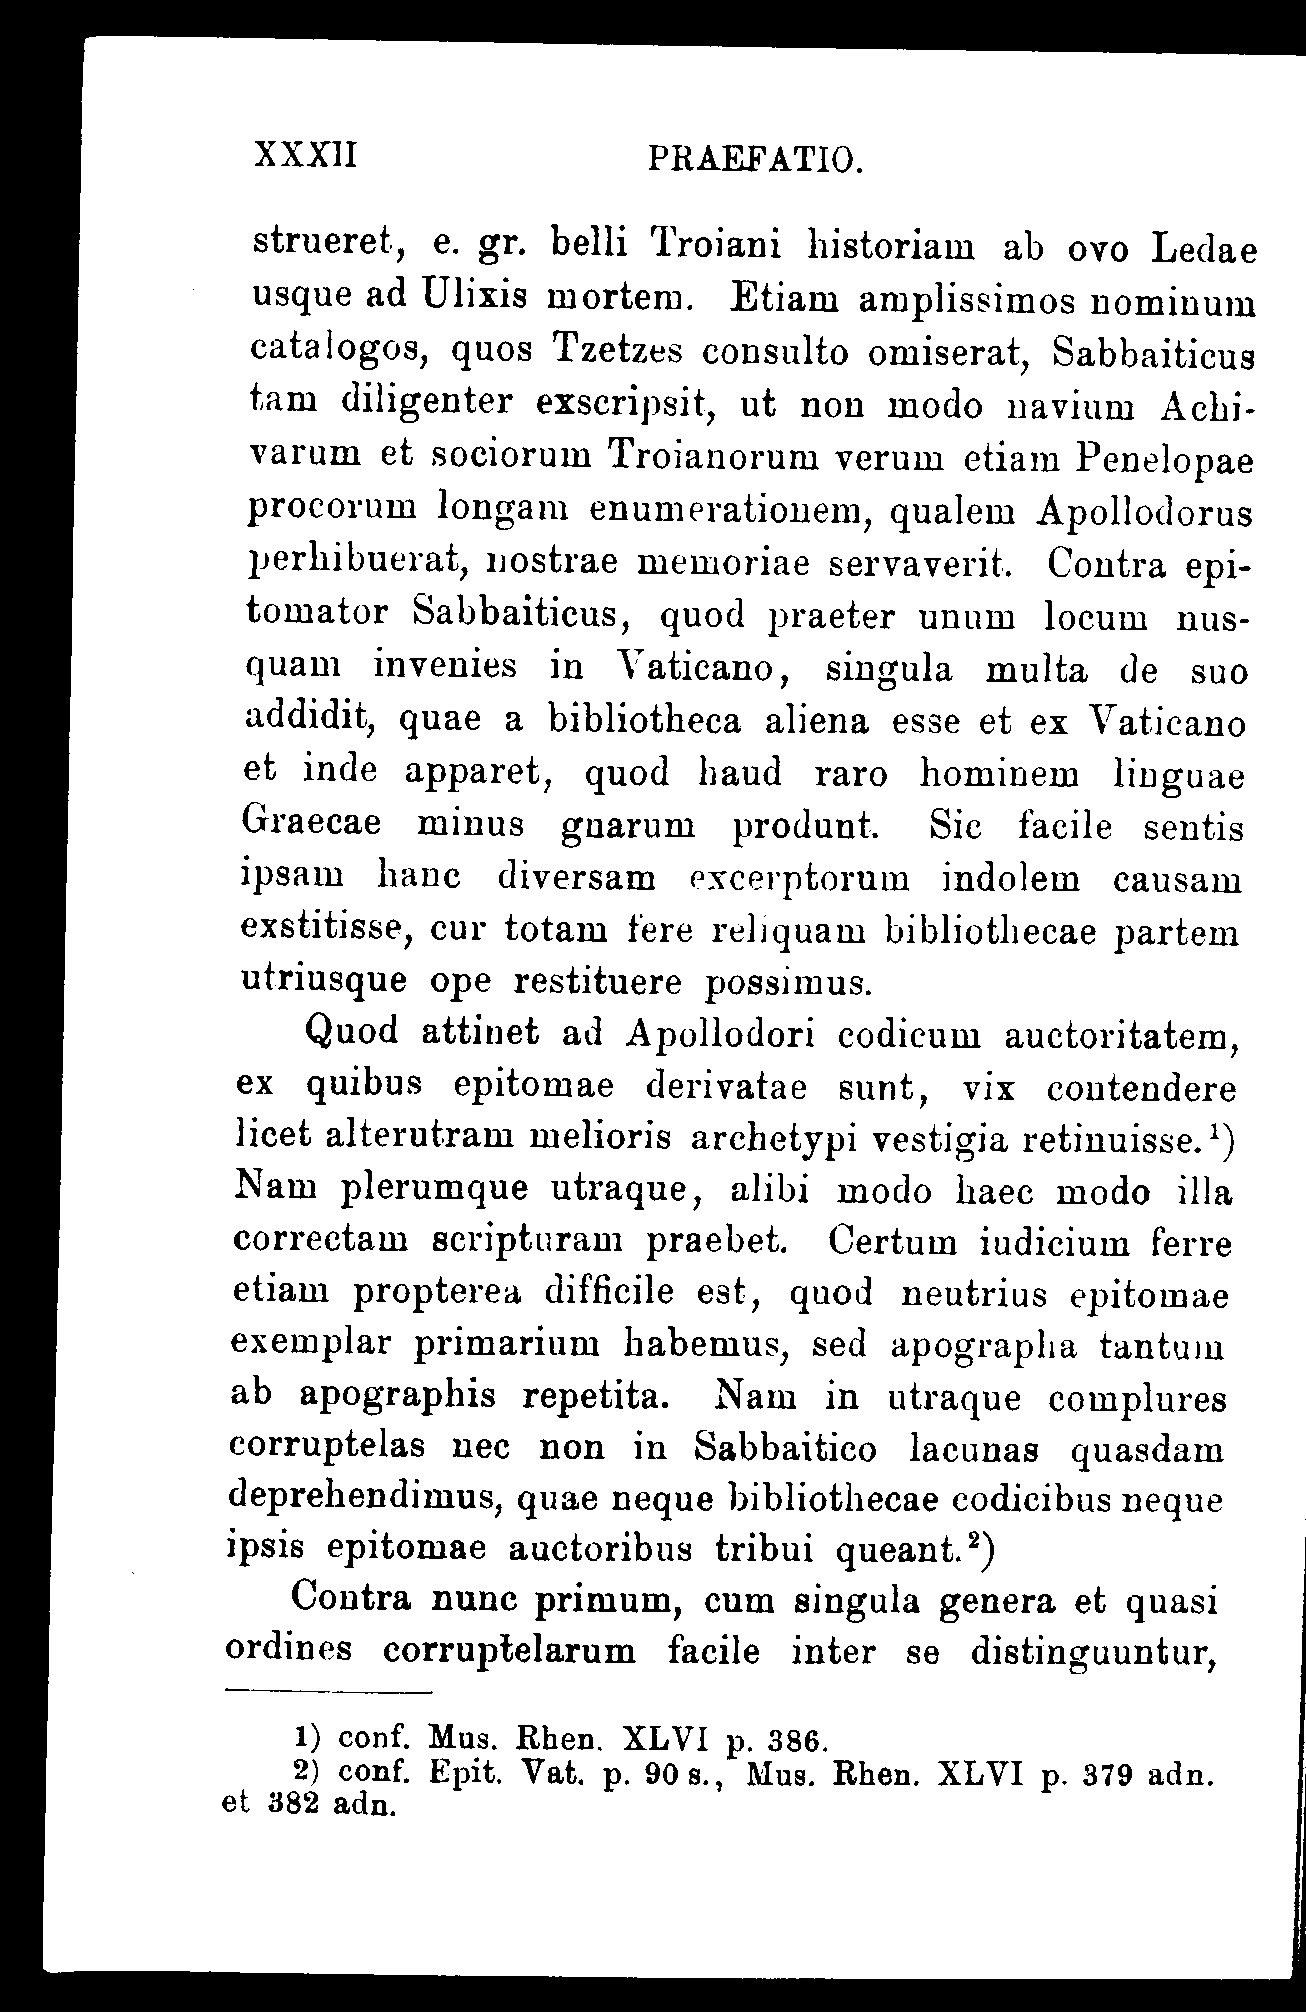 XXXII PRAEFATIO.
strueret, e. gr. belli Troiani historiam ab ovo Ledae
usque ad Ulixis mortem. Etiam amplissimos nominum
catalogos, quos Tzetzes consulto omiserat, Sabbaiticus
tam diligenter exscripsit, ut non modo navium Achi-
varum et sociorum Troianorum verum etiam Penelopae
procorum longam enumerationem, qualem Apollodorus
perhibuerat, nostrae memoriae servaverit. Contra epi-
tomator Sabbaiticus, quod praeter unum locum nus-
quam invenies in Vaticano, singula multa de suo
addidit, quae a bibliotheca aliena esse et ex Vaticano
et inde apparet, quod haud raro hominem linguae
Graecae minus gnarum produnt. Sic facile sentis
ipsam hanc diversam excerptorum indolem causam
exstitisse, cur totam fere reliquam bibliothecae partem
utriusque ope restituere possimus.
Quod attinet ad Apollodori codicum auctoritatem,
ex quibus epitomae derivatae sunt, vix contendere
licet alterutram melioris archetypi vestigia retinuisse.¹)
Nam plerumque utraque, alibi modo haec modo illa
correctam scripturam praebet. Certum iudicium ferre
etiam propterea difficile est, quod neutrius epitomae
exemplar primarium habemus, sed apographa tantum
ab apographis repetita. Nam in utraque complures
corruptelas nec non in Sabbaitico lacunas quasdam
deprehendimus, quae neque bibliothecae codicibus neque
ipsis epitomae auctoribus tribui queant.²)
Contra nunc primum, cum singula genera et quasi
ordines corruptelarum facile inter se distinguuntur,
1) conf. Mus. Rhen. XLVI p. 386.
2) conf. Epit. Vat. p. 90 s., Mus. Rhen. XLVI p. 379 adn.
et 382 adn.